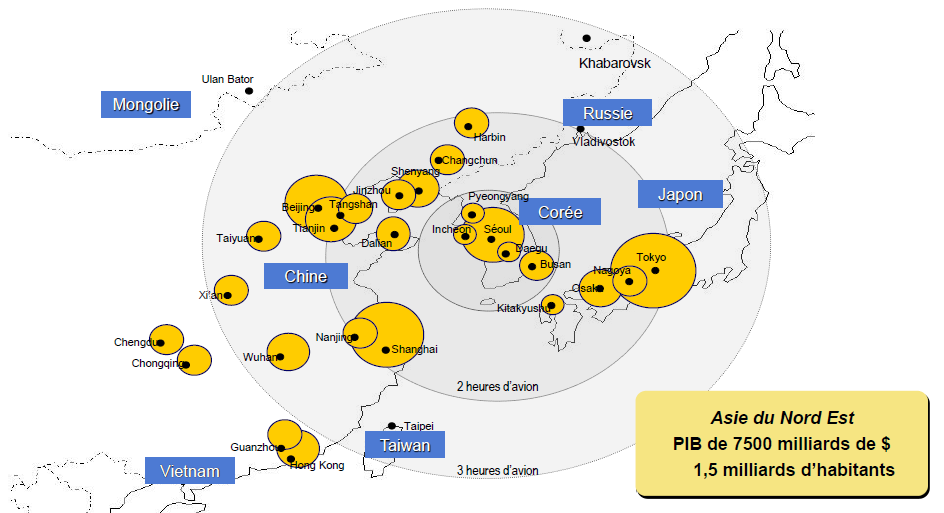 Khabarovsk
Ulan Bator
Mongolie
Russie
Harbin
Vladivostok
Changchun
Shenyang
Jinzhou
Japon
Peongyang
Corée
Beijing
Tangshan
Tianjin
Incheon
Séoul
Taiyuan
Dalian
Daegu
Busan
Tokyo
Nagoya
Chine
Osaka
Xi'an
Kitakyushu
Nanjing
Chengdu
Shanghai
Wuhan
Chongqing
2 heures d'avion
Asie du Nord Est
PIB de 7500 milliards de $
1,5 milliards d'habitants
Taipei
Taiwan
Guanzhou
Hong Kong
Vietnam
3 heures d'avion